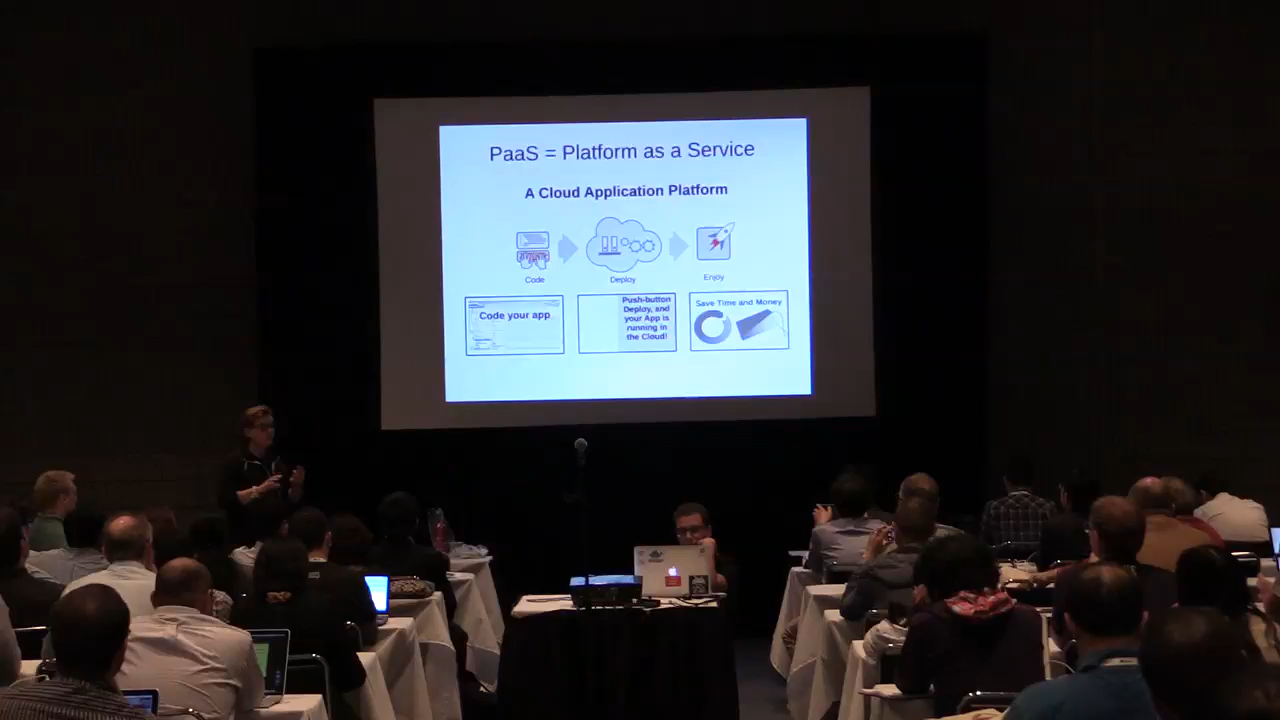 PaaS = Platform as a Service
A Cloud Application Platform
Code
Deploy
Enjoy
Code your app
Push-button
Deploy, and
your App is
running in
the Cloud!
Save Time and Money